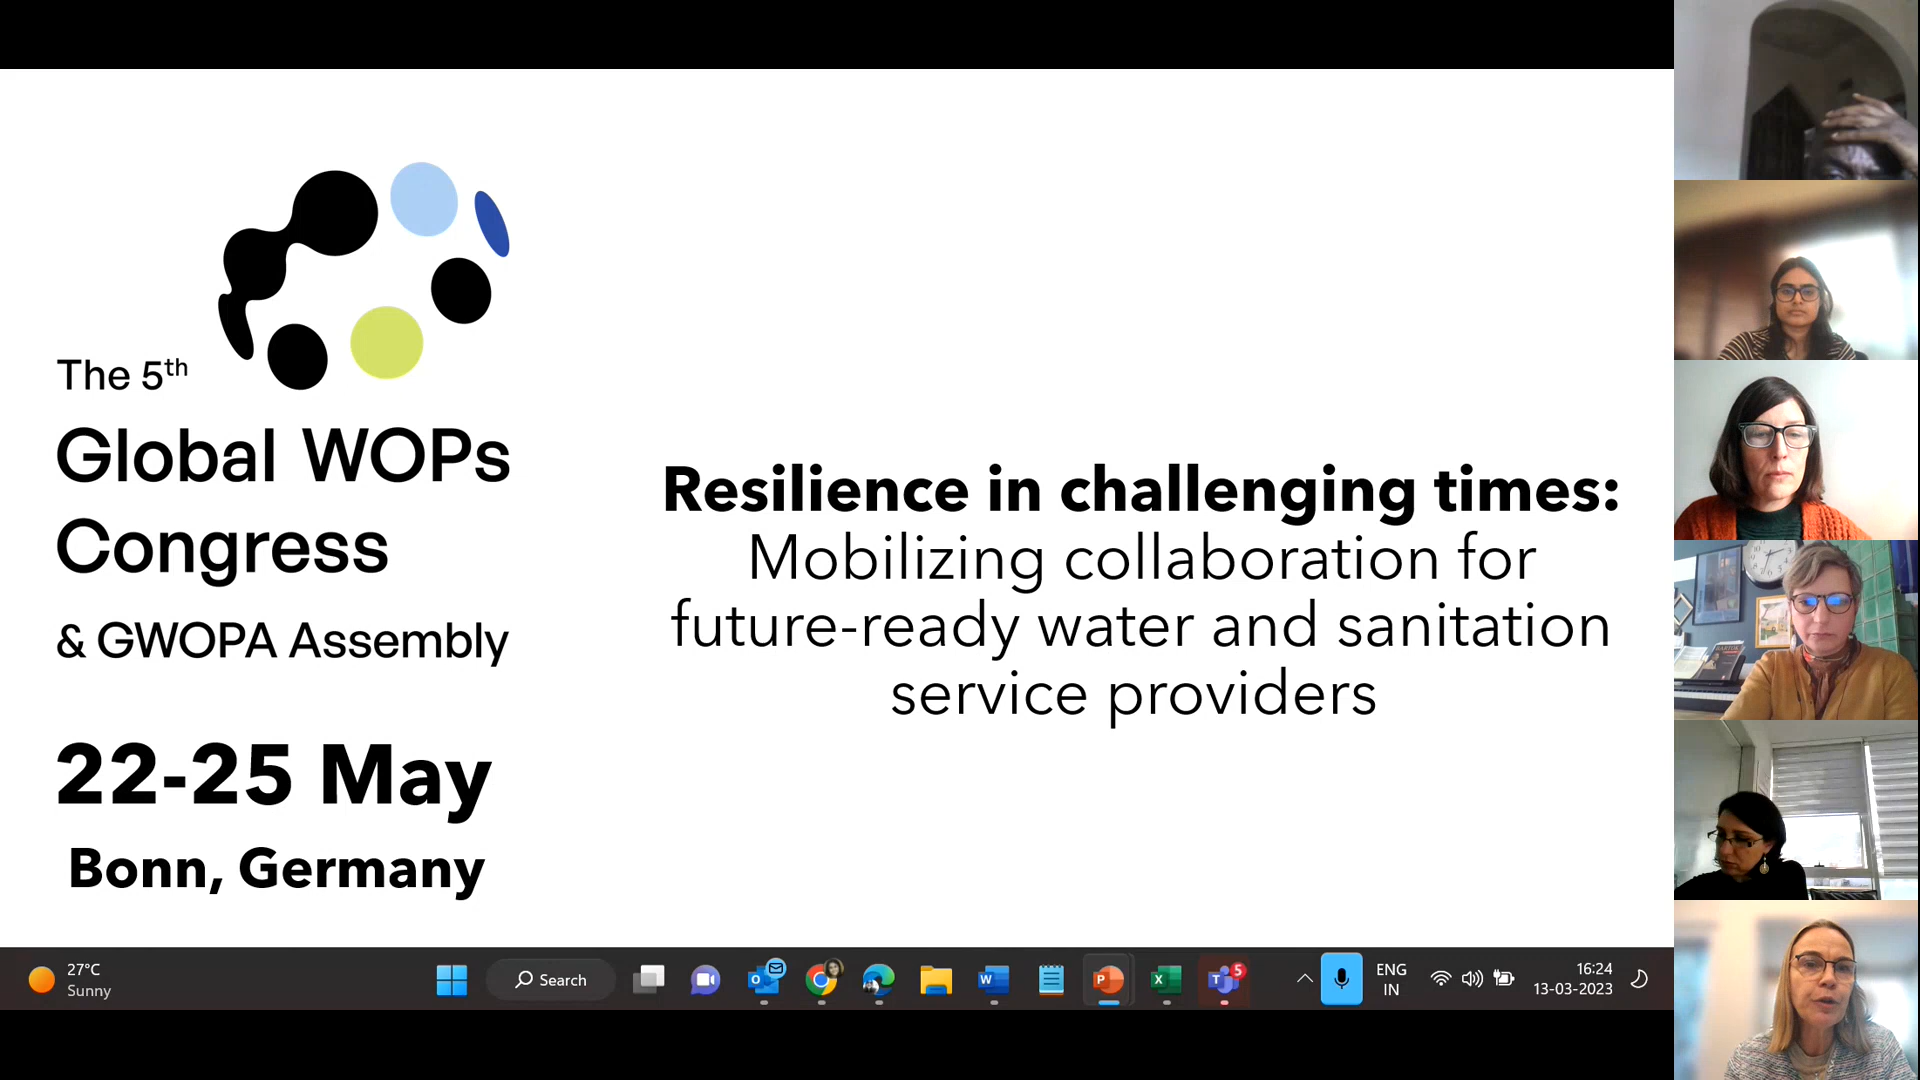 The 5th
Global WOPs
Congress
& GWOPA Assembly
22-25 May
Bonn, Germany
Resilience in challenging times:
Mobilizing collaboration for
future-ready water and sanitation
service providers
27°C
Sunny
Search
5
ENG
IN
16:24
13-03-2023